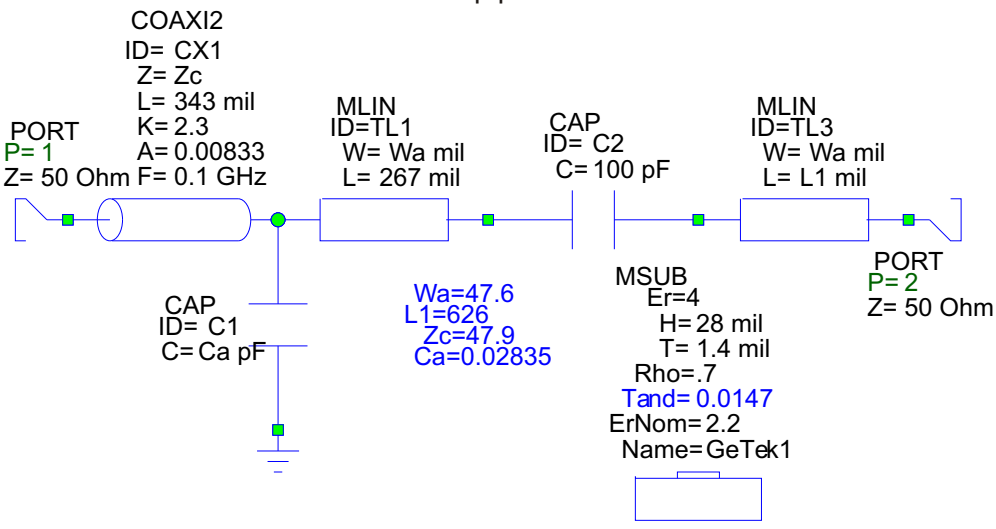 COAXI2
ID= CX1
Z= Zc
L= 343 mil
K= 2.3
A= 0.00833
F= 0.1 GHz
PORT
P= 1
Z= 50 Ohm
MLIN
ID=TL1
W= Wa mil
L= 267 mil
CAP
ID= C2
C= 100 pF
MLIN
ID=TL3
W= Wa mil
L= L1 mil
PORT
P= 2
Z= 50 Ohm
CAP
ID= C1
C= Ca pF
Wa=47.6
L1=626
Zc=47.9
Ca=0.02835
MSUB
Er=4
H= 28 mil
T= 1.4 mil
Rho=.7
Tand= 0.0147
ErNom= 2.2
Name=GeTek1